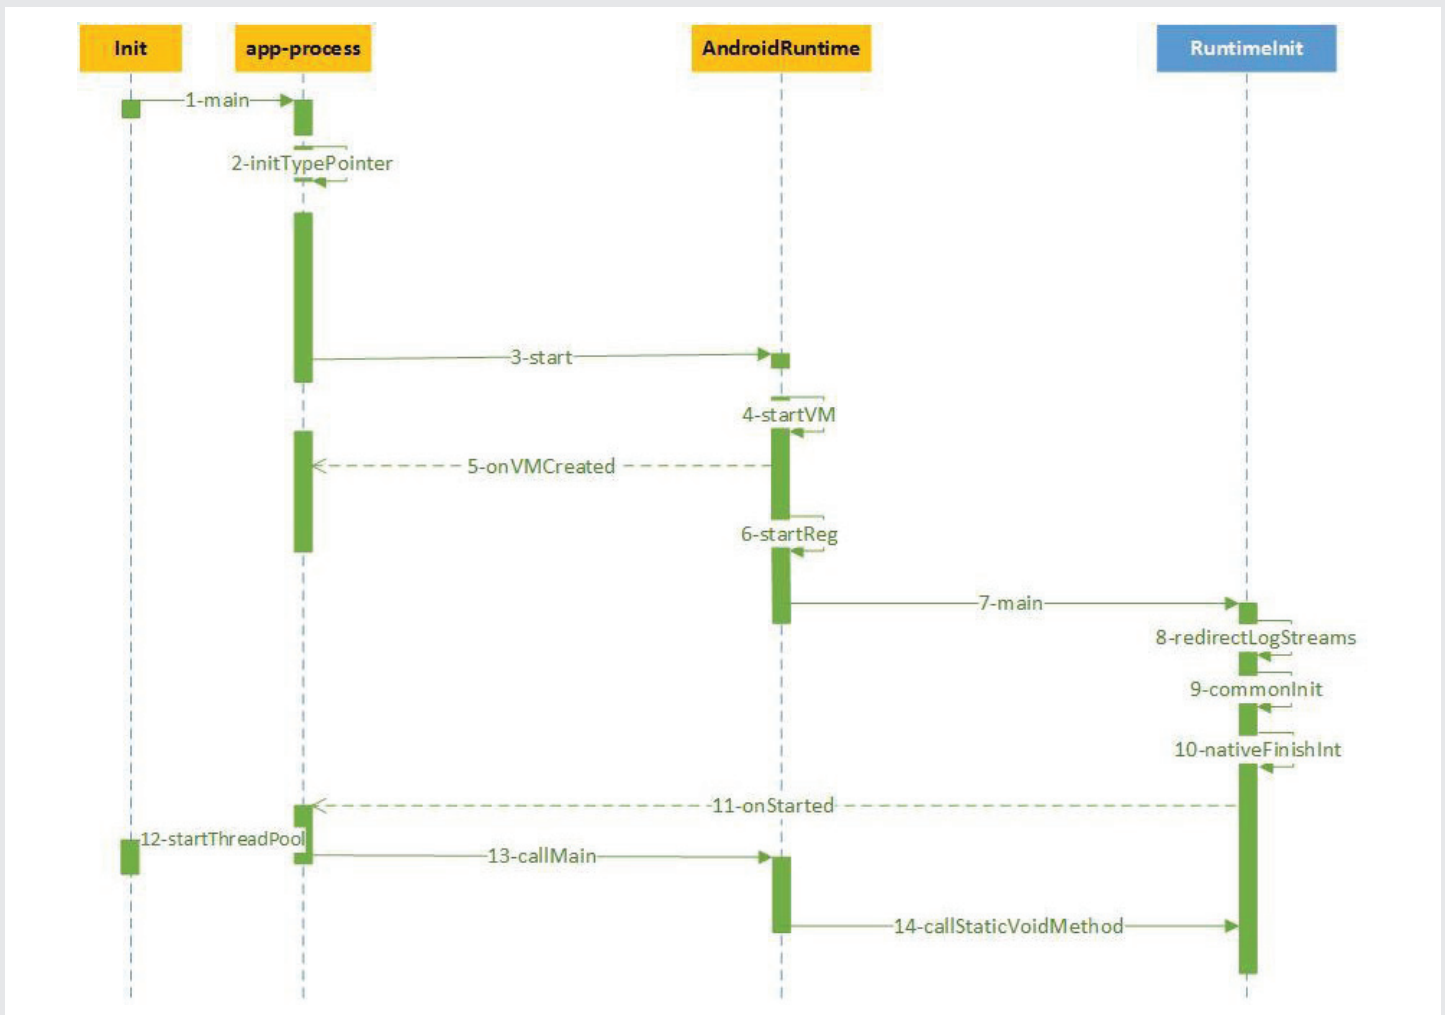 Init
app-process
AndroidRuntime
RuntimeInit
1-main
2-initTypePointer
3-start
4-startVM
5-onVMCreated
6-startReg
7-main
8-redirectLogStreams
9-commonInit
10-nativeFinishInt
11-onStarted
12-startThreadPool
13-callMain
14-callStaticVoidMethod